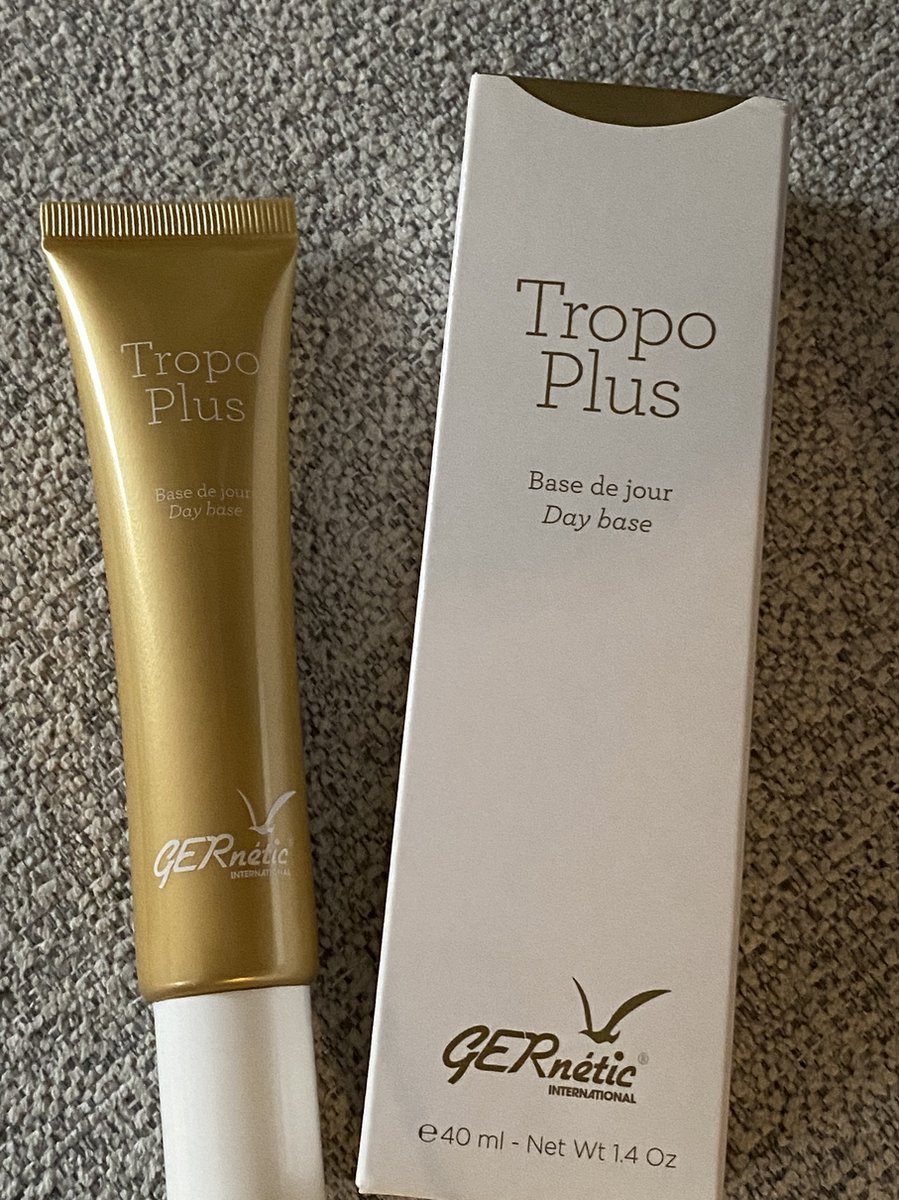 Tropo
Plus
Base de jour
Day base
GERnétic
INTERNATIONAL
Tropo
Plus
Base de jour
Day base
GERnétic®
INTERNATIONAL
℮40 ml - Net Wt 1.4 Oz